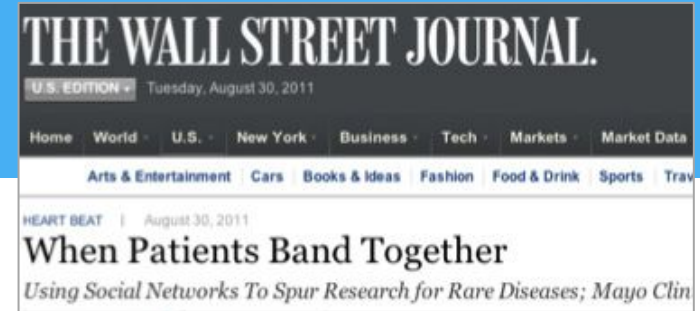 THE WALL STREET JOURNAL.
U.S. EDITION Tuesday, August 30, 2011
Home World U.S. New York Business Tech Markets Market Data
Arts & Entertainment Cars Books & Ideas Fashion Food & Drink Sports
HEART BEAT | August 30, 2011
When Patients Band Together
Using Social Networks To Spur Research for Rare Diseases; Mayo